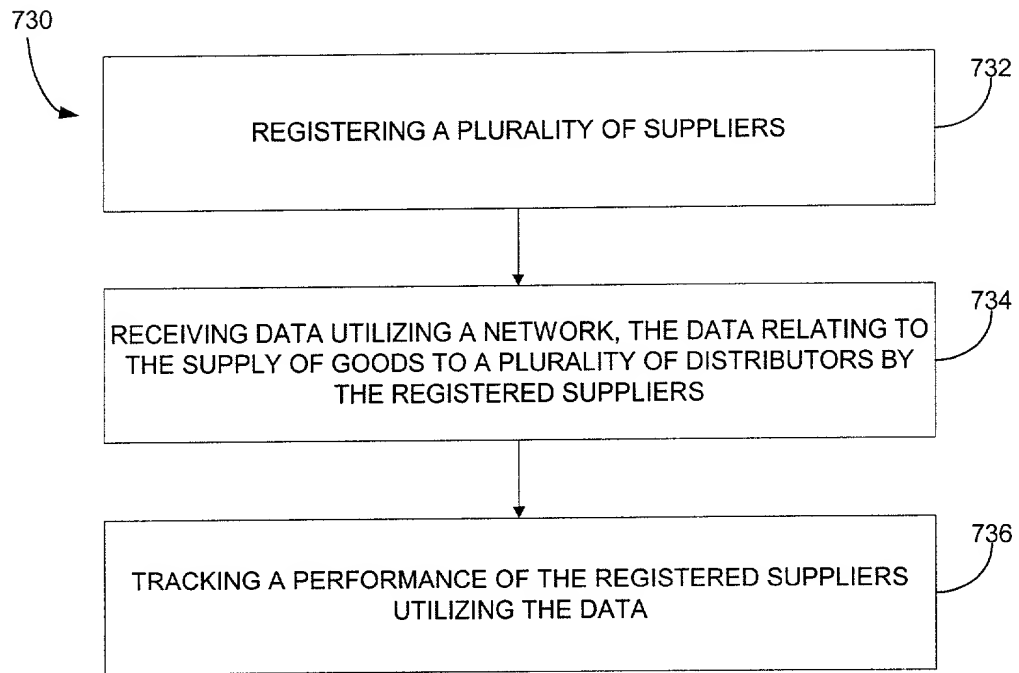 730
732
REGISTERING A PLURALITY OF SUPPLIERS
734
RECEIVING DATA UTILIZING A NETWORK, THE DATA RELATING TO
THE SUPPLY OF GOODS TO A PLURALITY OF DISTRIBUTORS BY
THE REGISTERED SUPPLIERS
736
TRACKING A PERFORMANCE OF THE REGISTERED SUPPLIERS
UTILIZING THE DATA